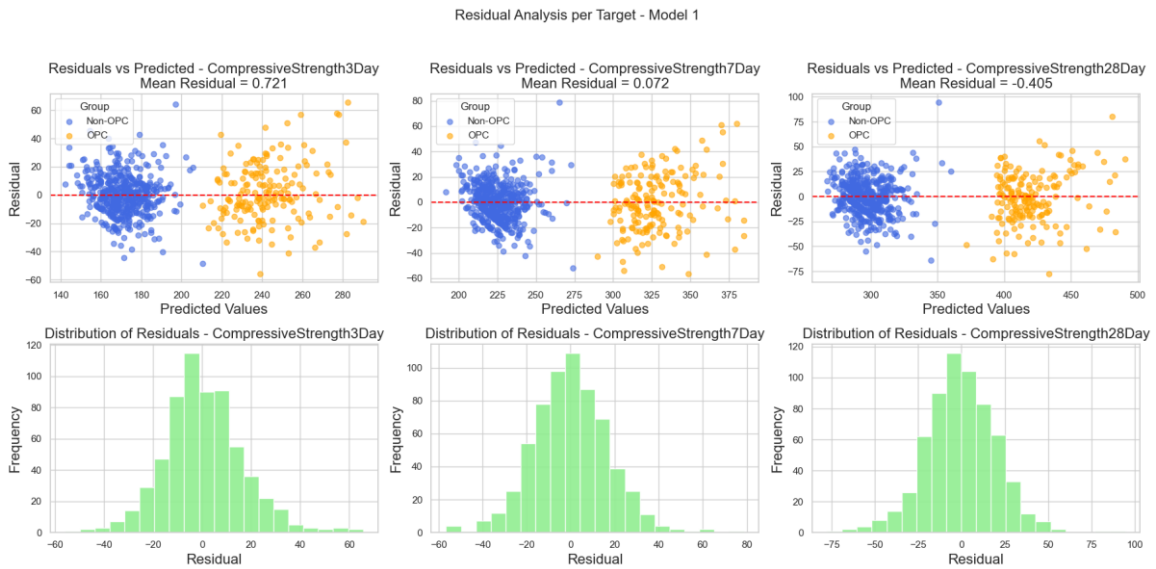 Residual Analysis per Target - Model 1
Residuals vs Predicted - CompressiveStrength3Day
Mean Residual = 0.721
Residuals vs Predicted - CompressiveStrength7Day
Mean Residual = 0.072
Residuals vs Predicted - CompressiveStrength28Day
Mean Residual = -0.405
Group
Non-OPC
OPC
Residual
60
40
20
0
−20
−40
−60
140 160 180 200 220 240 260 280
Predicted Values
Group
Non-OPC
OPC
Residual
80
60
40
20
0
−20
−40
−60
200 225 250 275 300 325 350 375
Predicted Values
Group
Non-OPC
OPC
Residual
100
75
50
25
0
−25
−50
−75
300 350 400 450 500
Predicted Values
Distribution of Residuals - CompressiveStrength3Day
Frequency
120
100
80
60
40
20
0
−60 −40 −20 0 20 40 60
Residual
Distribution of Residuals - CompressiveStrength7Day
Frequency
100
80
60
40
20
0
−60 −40 −20 0 20 40 60 80
Residual
Distribution of Residuals - CompressiveStrength28Day
Frequency
120
100
80
60
40
20
0
−75 −50 −25 0 25 50 75 100
Residual